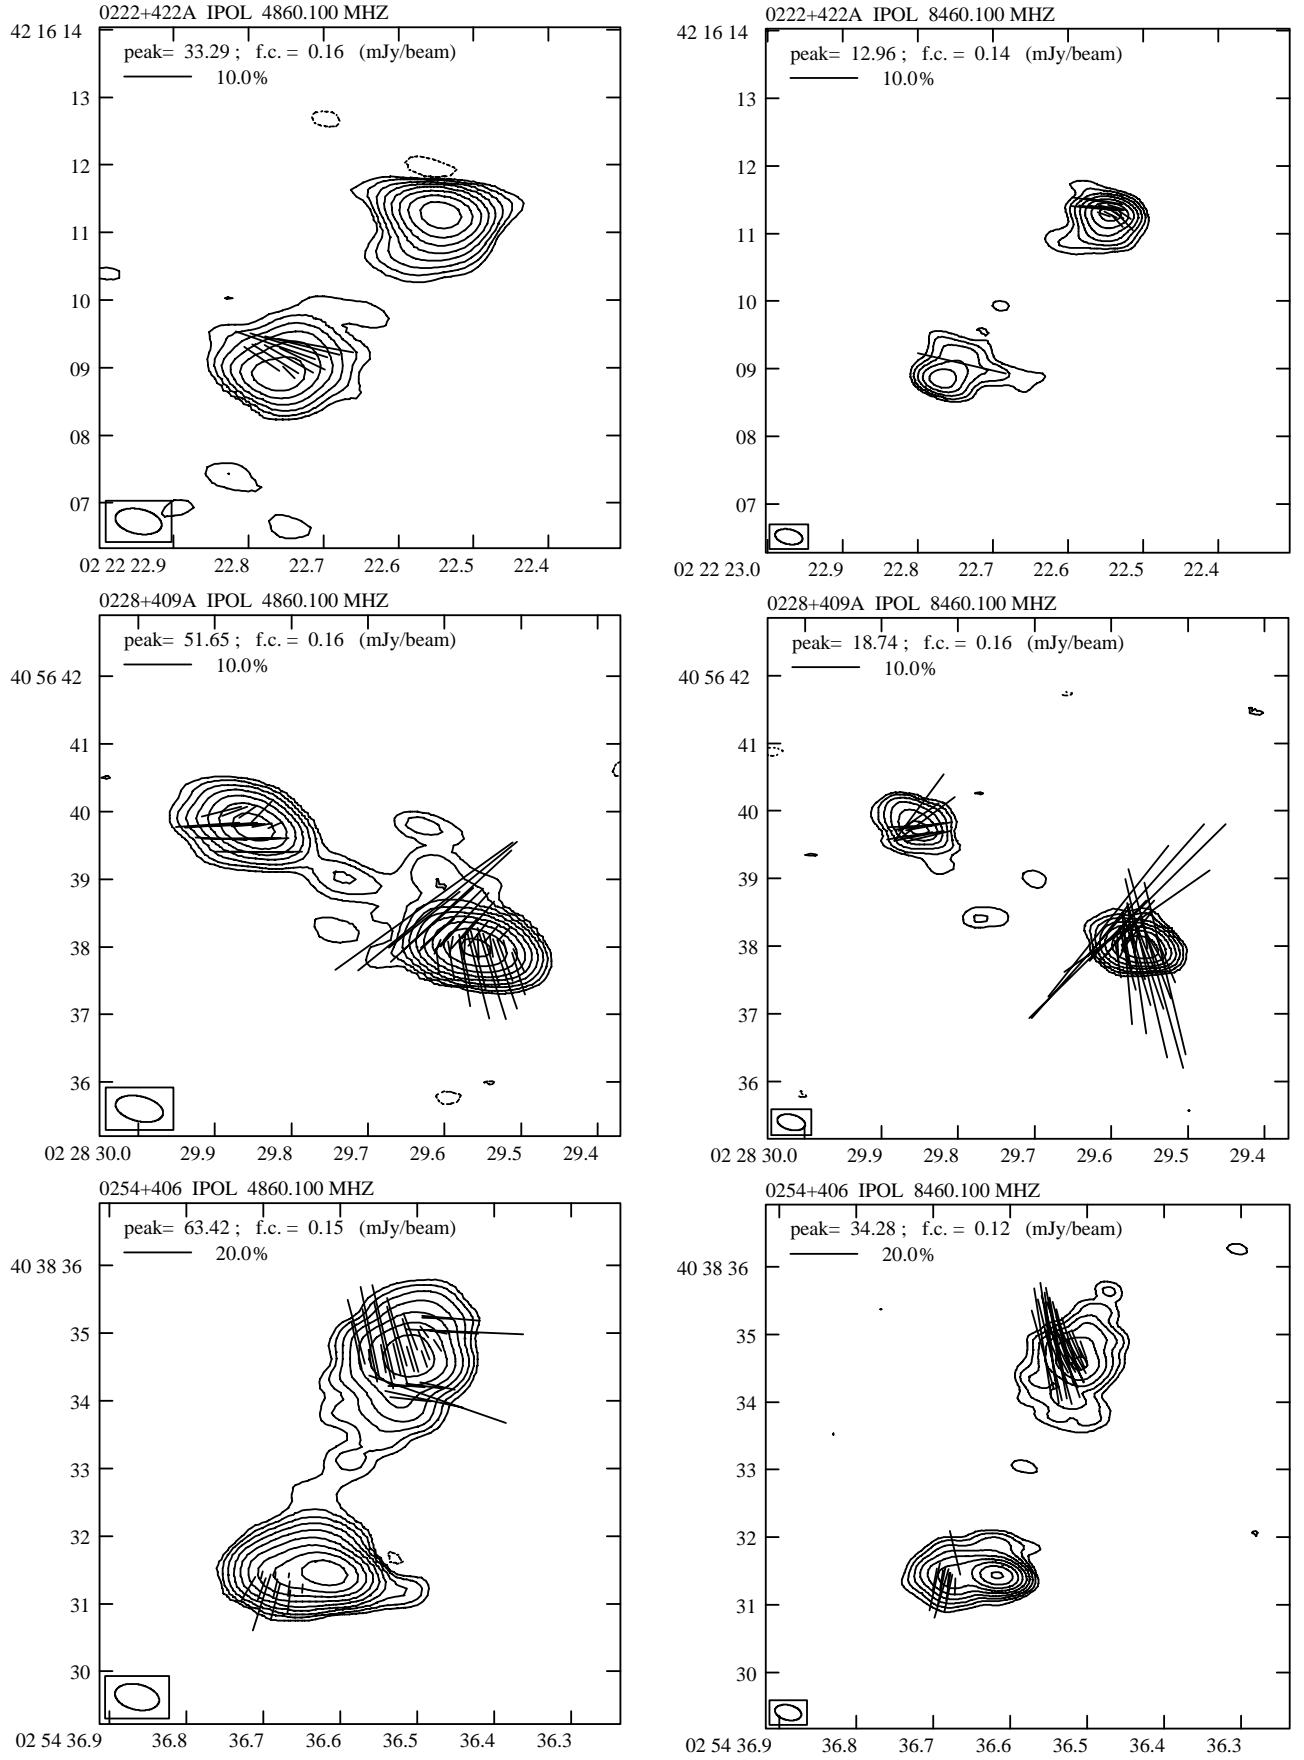 0222+422A IPOL 4860.100 MHZ
42 16 14
peak= 33.29 ; f.c. = 0.16 (mJy/beam)
10.0%
13
12
11
10
09
08
07
02 22 22.9 22.8 22.7 22.6 22.5 22.4
0222+422A IPOL 8460.100 MHZ
42 16 14
peak= 12.96 ; f.c. = 0.14 (mJy/beam)
10.0%
13
12
11
10
09
08
07
02 22 23.0 22.9 22.8 22.7 22.6 22.5 22.4
0228+409A IPOL 4860.100 MHZ
peak= 51.65 ; f.c. = 0.16 (mJy/beam)
10.0%
40 56 42
41
40
39
38
37
36
02 28 30.0 29.9 29.8 29.7 29.6 29.5 29.4
0228+409A IPOL 8460.100 MHZ
peak= 18.74 ; f.c. = 0.16 (mJy/beam)
10.0%
40 56 42
41
40
39
38
37
36
02 28 30.0 29.9 29.8 29.7 29.6 29.5 29.4
0254+406 IPOL 4860.100 MHZ
peak= 63.42 ; f.c. = 0.15 (mJy/beam)
20.0%
40 38 36
35
34
33
32
31
30
02 54 36.9 36.8 36.7 36.6 36.5 36.4 36.3
0254+406 IPOL 8460.100 MHZ
peak= 34.28 ; f.c. = 0.12 (mJy/beam)
20.0%
40 38 36
35
34
33
32
31
30
02 54 36.9 36.8 36.7 36.6 36.5 36.4 36.3